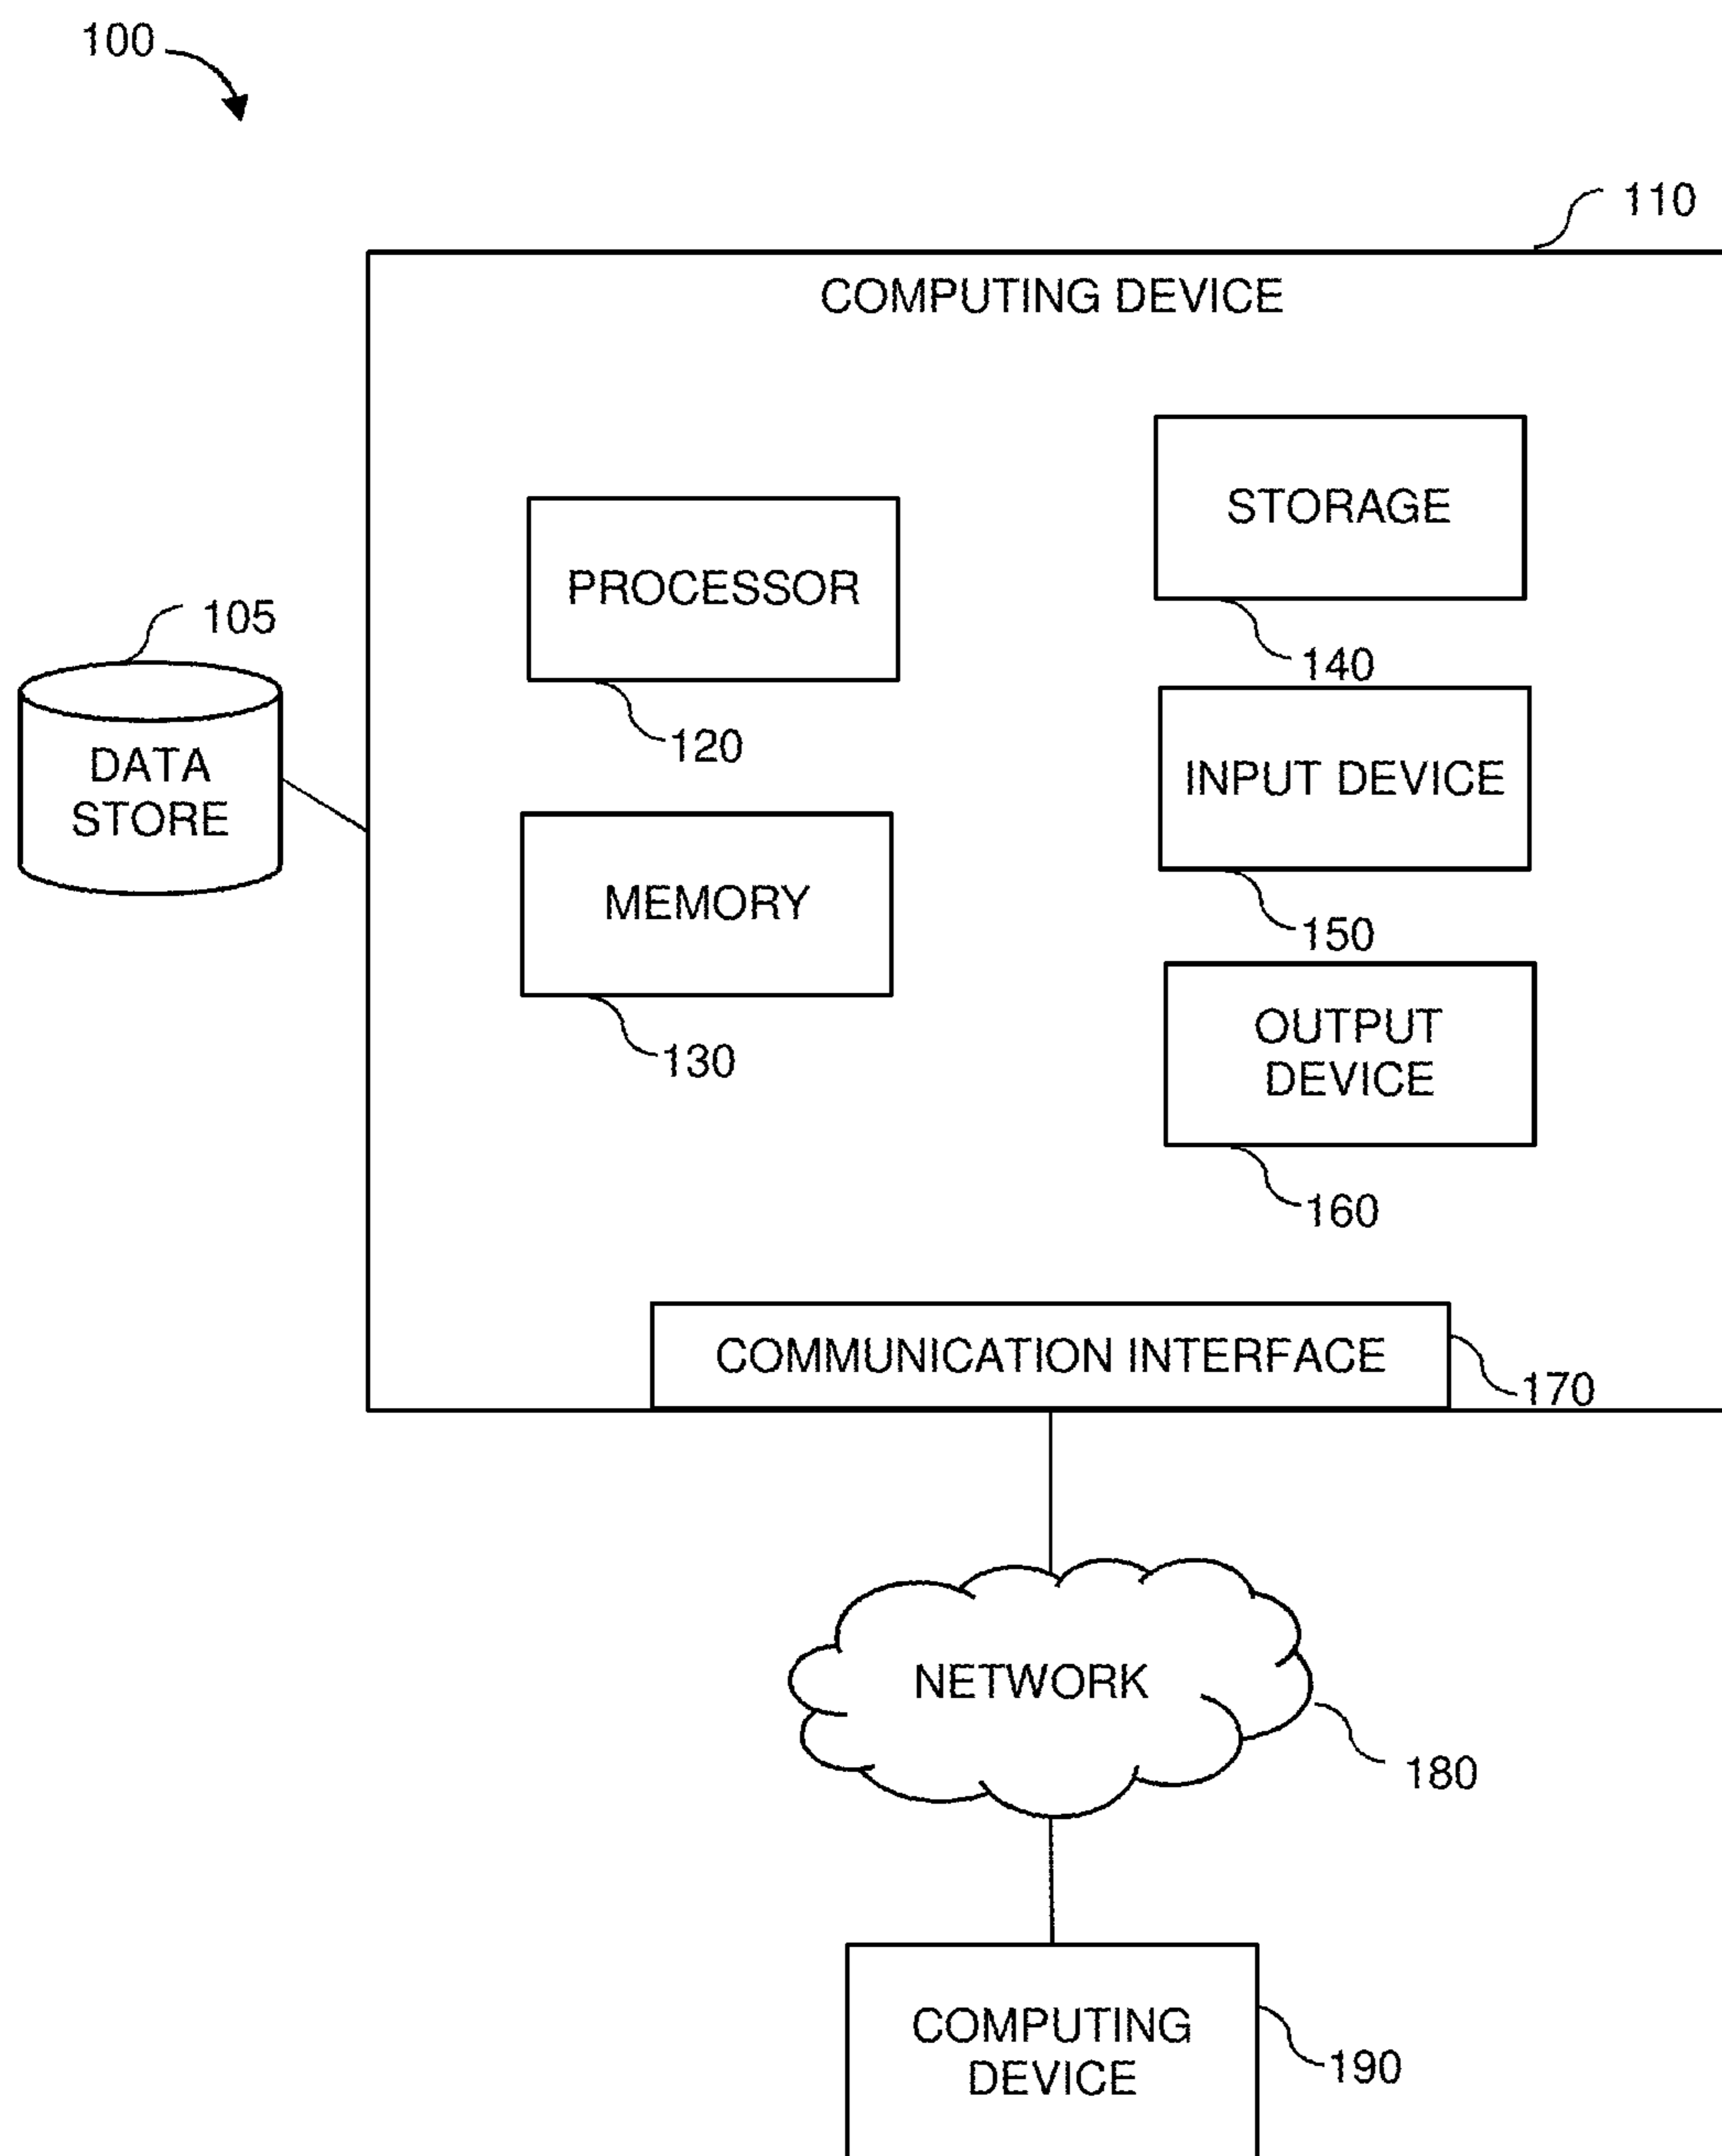 100
110
COMPUTING DEVICE
STORAGE
140
PROCESSOR
120
105
DATA
STORE
INPUT DEVICE
150
MEMORY
130
OUTPUT
DEVICE
160
COMMUNICATION INTERFACE
170
NETWORK
180
COMPUTING
DEVICE
190